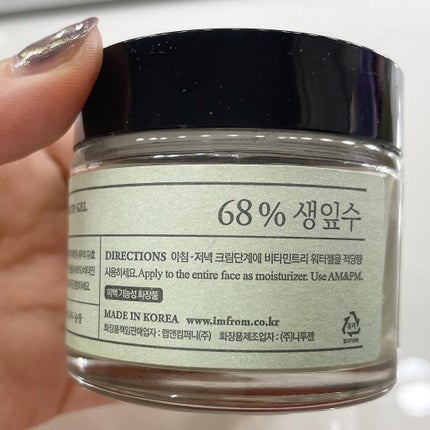 68% 생잎수
DIRECTIONS 아침·저녁 크림단계에 비타민트리 워터젤을 적당량
사용하세요. Apply to the entire face as moisturizer. Use AM&PM.
미백 기능성 화장품
MADE IN KOREA www.imfrom.co.kr
화장품책임판매업자 : 랩앤컴퍼니(주) 화장품제조업자 : (주)나투젠